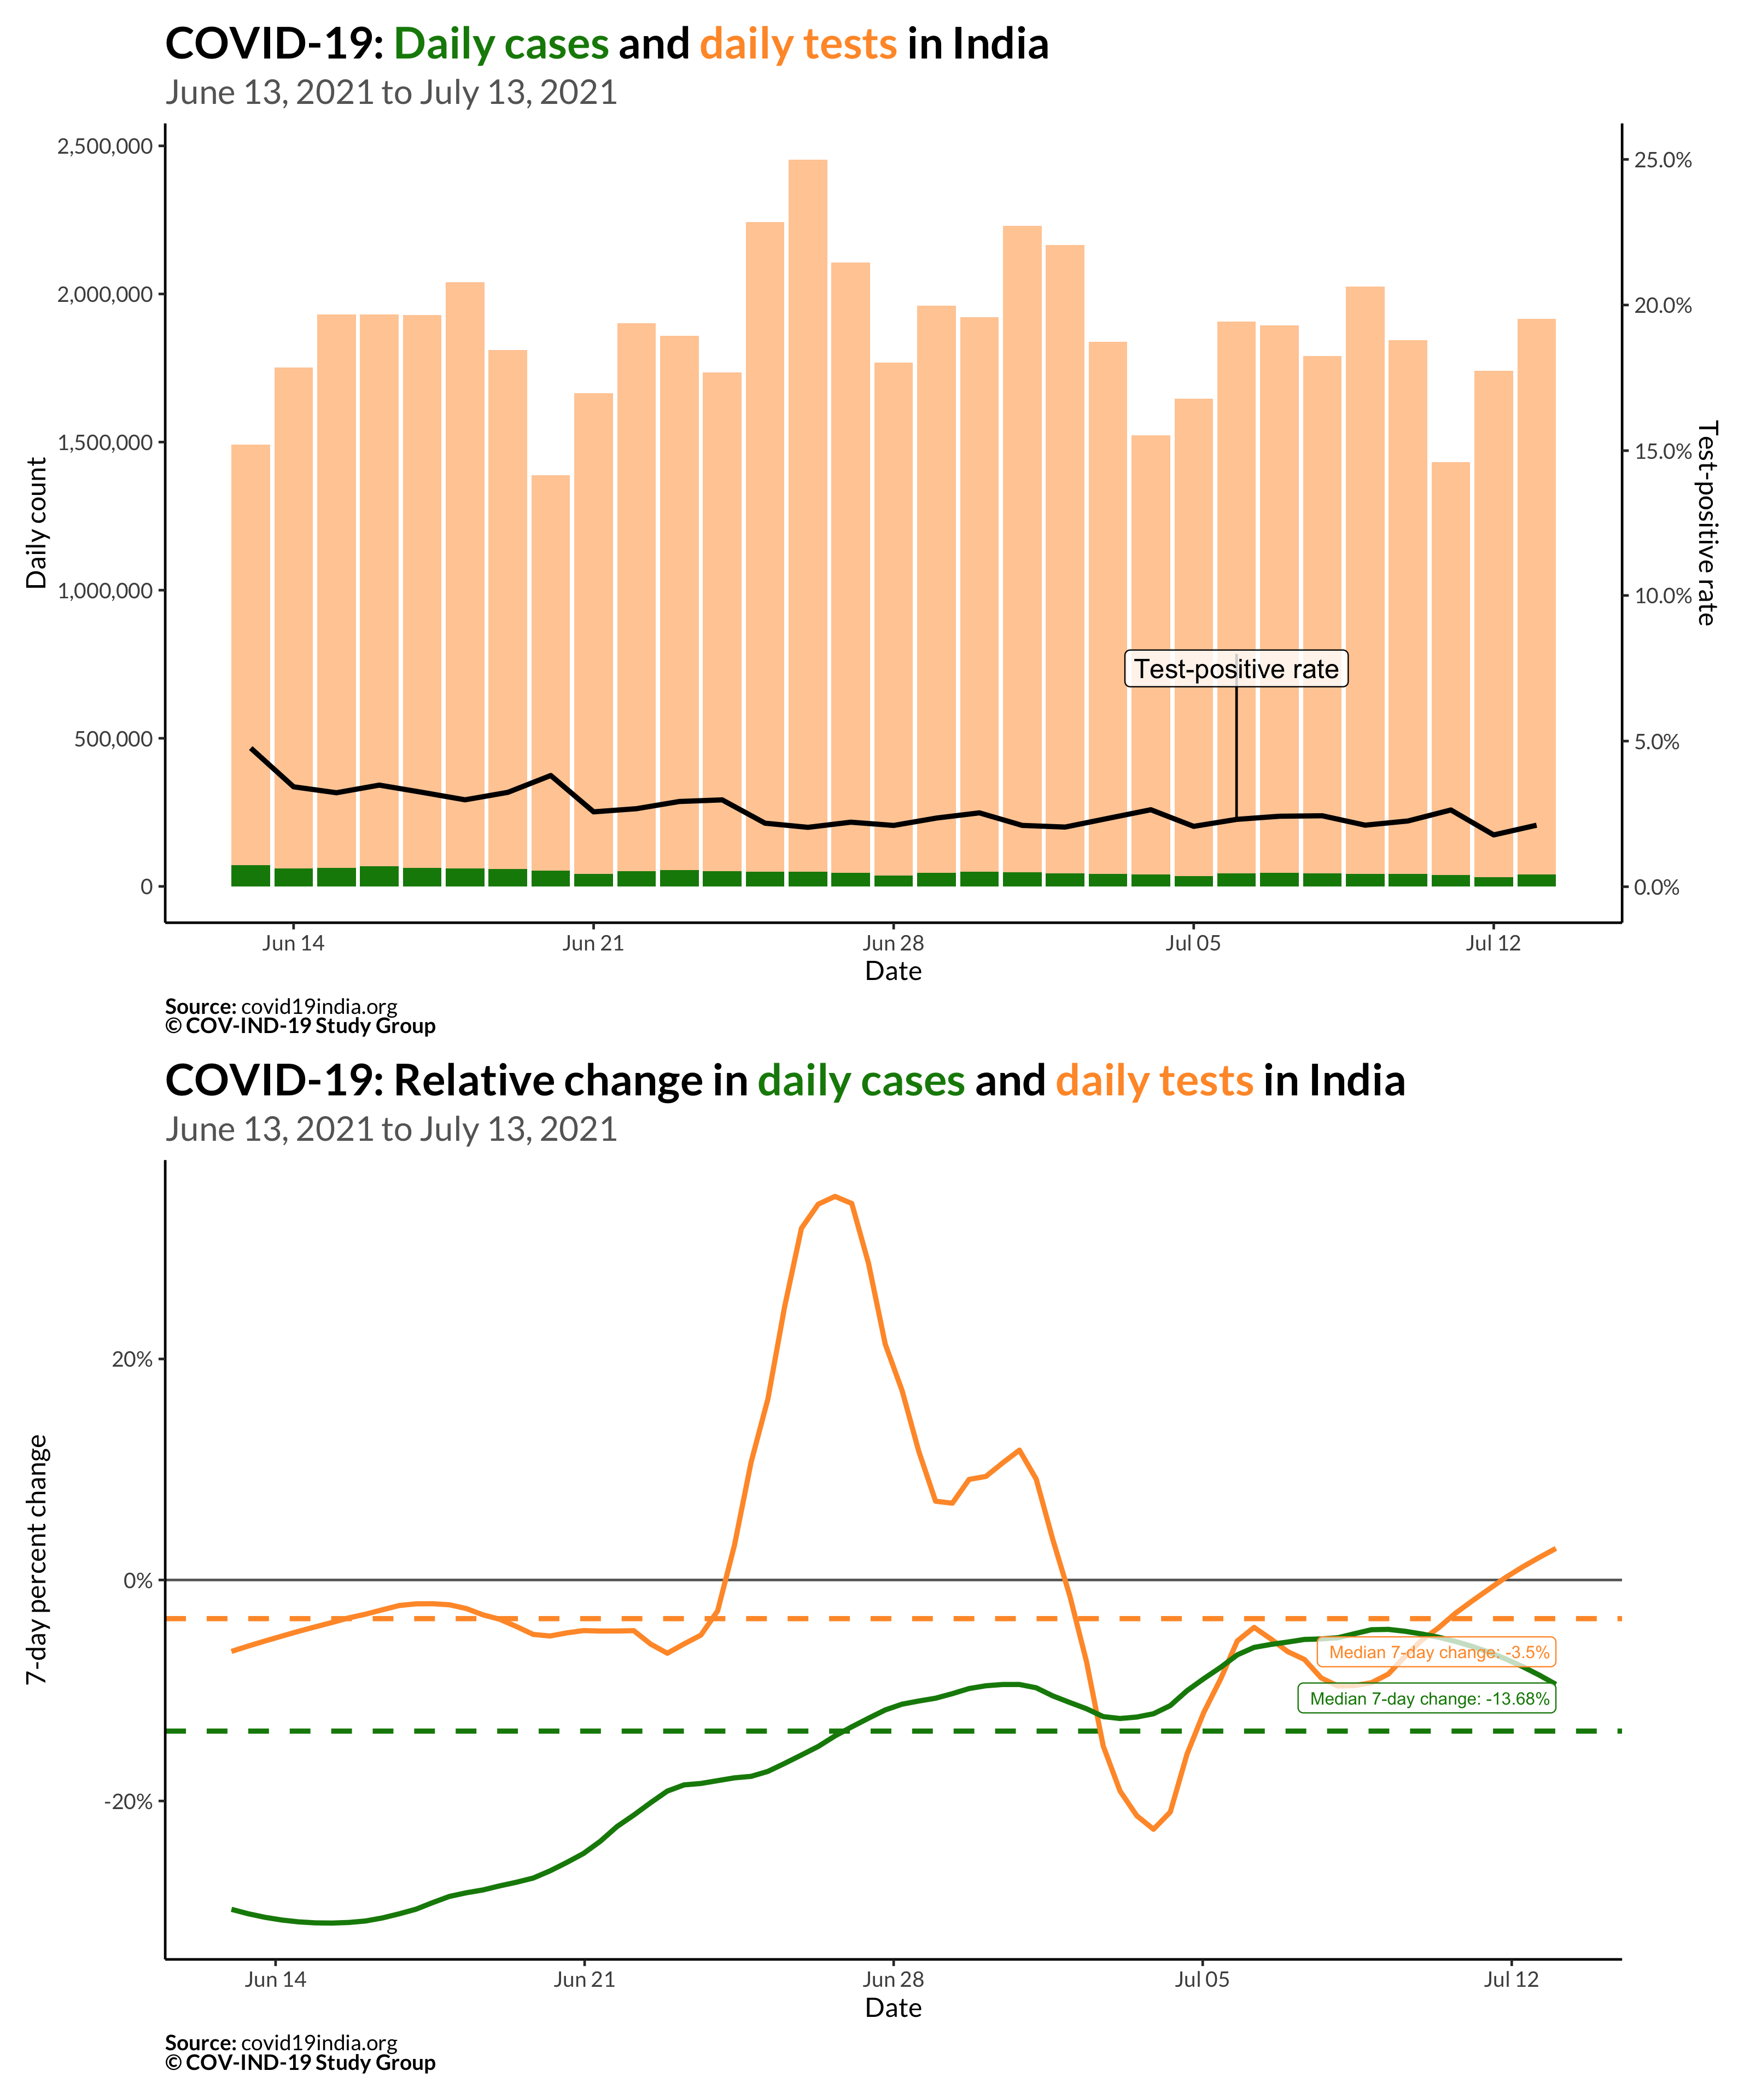 COVID-19: Daily cases and daily tests in India
June 13, 2021 to July 13, 2021
2,500,000
2,000,000
1,500,000
1,000,000
500,000
0
Daily count
25.0%
20.0%
15.0%
10.0%
5.0%
0.0%
Test-positive rate
Test-positive rate
Jun 14
Jun 21
Jun 28
Jul 05
Jul 12
Date
Source: covid19india.org
© COV-IND-19 Study Group
COVID-19: Relative change in daily cases and daily tests in India
June 13, 2021 to July 13, 2021
20%
0%
-20%
7-day percent change
Median 7-day change: -3.5%
Median 7-day change: -13.68%
Jun 14
Jun 21
Jun 28
Jul 05
Jul 12
Date
Source: covid19india.org
© COV-IND-19 Study Group